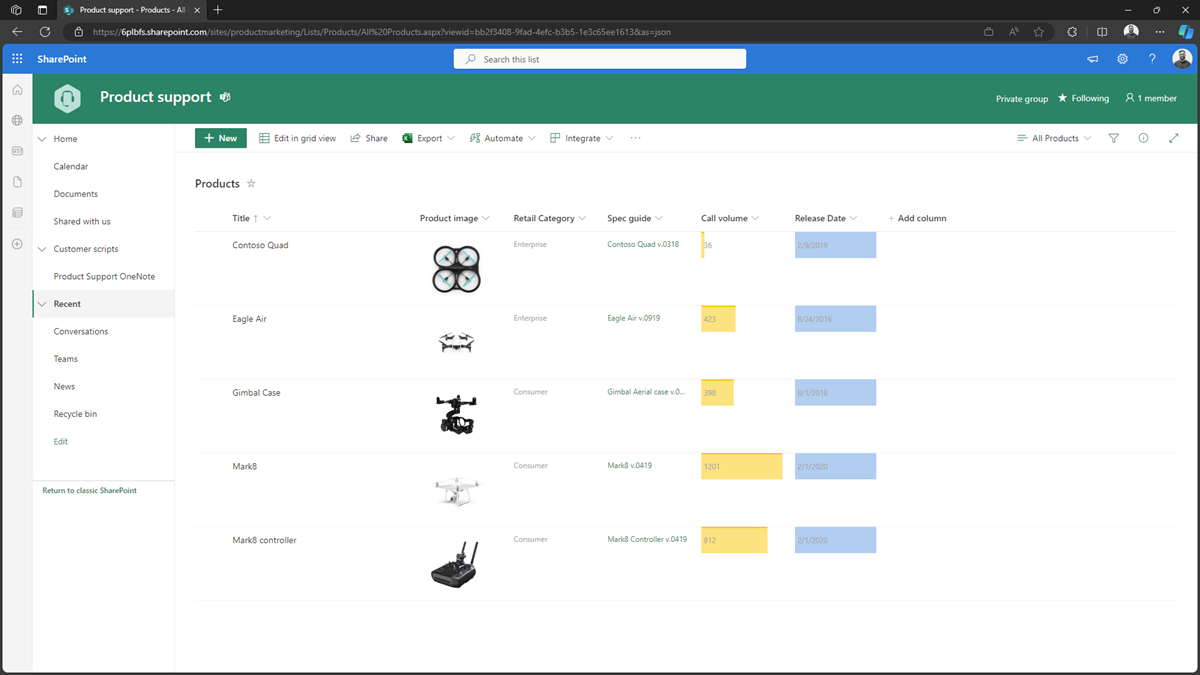 Product support - Products - All
https://6plbfs.sharepoint.com/sites/productmarketing/Lists/Products/All%20Products.aspx?viewid=bb2f3408-9fad-4efc-b3b5-1e3c65ee1613&as=json
SharePoint
Search this list
Product support
Private group
Following
1 member
Home
Calendar
Documents
Shared with us
Customer scripts
Product Support OneNote
Recent
Conversations
Teams
News
Recycle bin
Edit
Return to classic SharePoint
+ New Edit in grid view Share Export Automate Integrate ... All Products
Products
Title ↑ Product image Retail Category Spec guide Call volume Release Date + Add column
Contoso Quad Enterprise Contoso Quad v.0318 36 2/9/2019
Eagle Air Enterprise Eagle Air v.0919 423 8/24/2016
Gimbal Case Consumer Gimbal Aerial case v.0... 398 8/1/2018
Mark8 Consumer Mark8 v.0419 1201 2/1/2020
Mark8 controller Consumer Mark8 Controller v.0419 812 2/1/2020